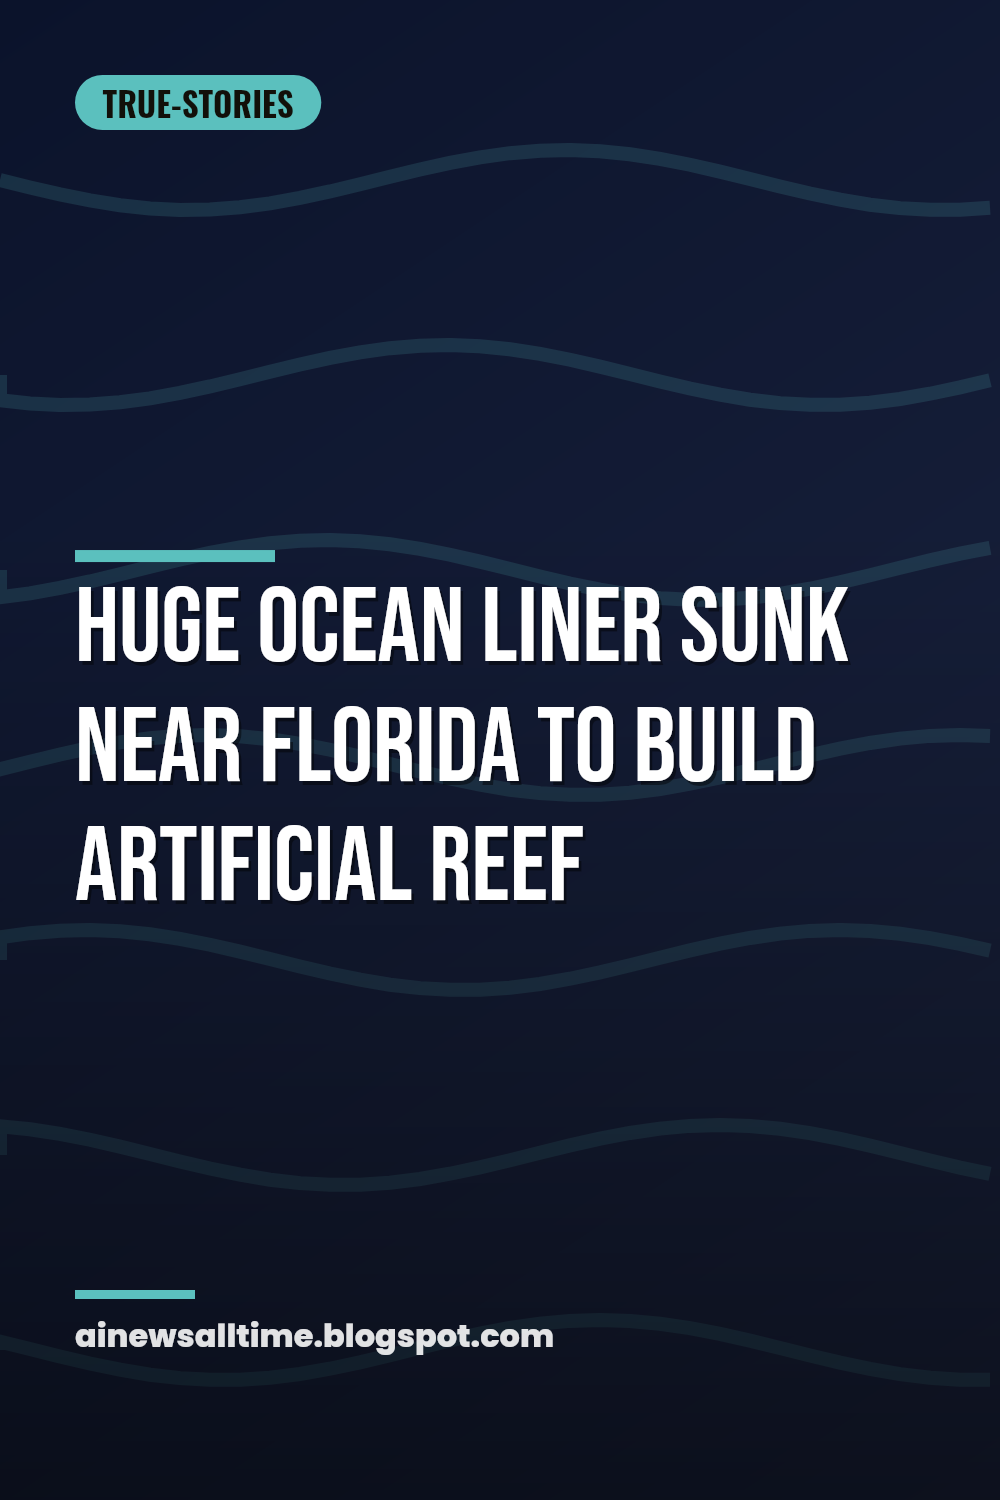 TRUE-STORIES
HUGE OCEAN LINER SUNK
NEAR FLORIDA TO BUILD
ARTIFICIAL REEF
ainewsalltime.blogspot.com